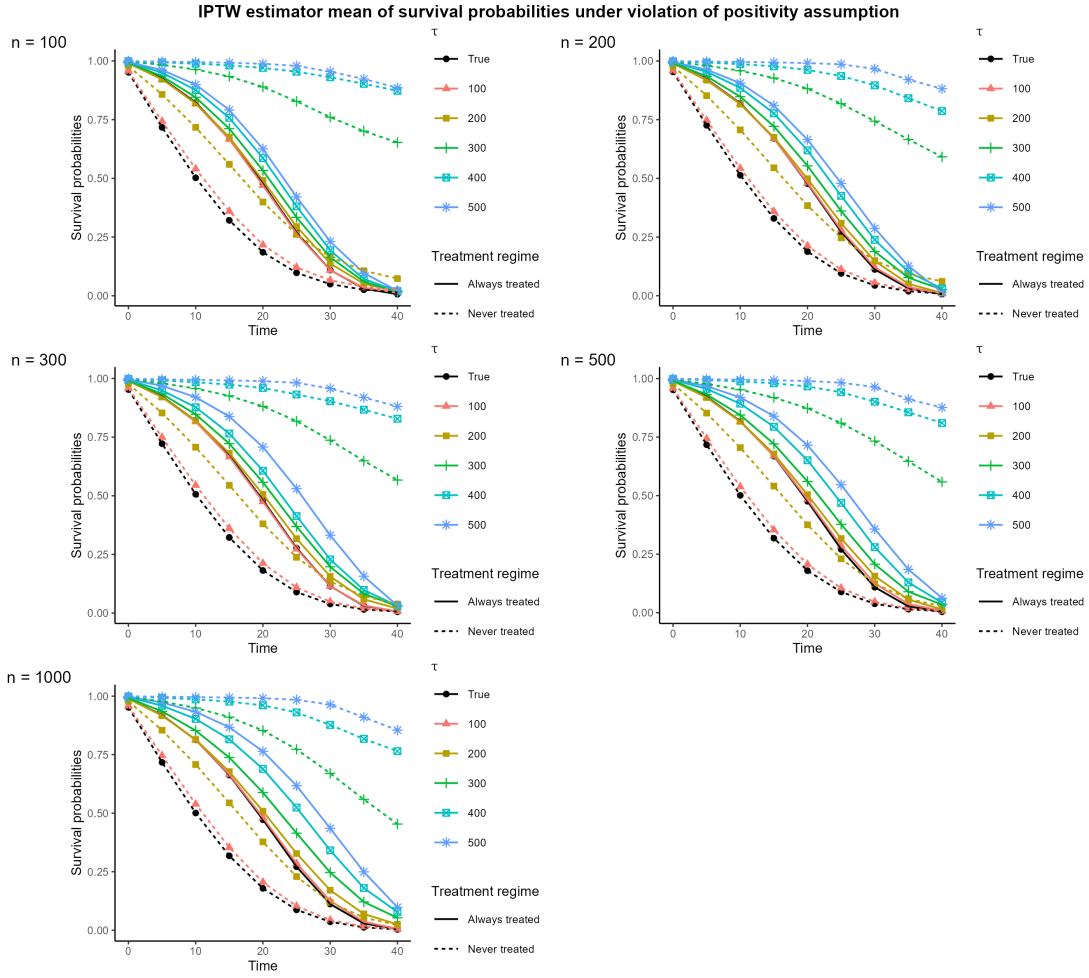 IPTW estimator mean of survival probabilities under violation of positivity assumption
n = 100
Survival probabilities
1.00
0.75
0.50
0.25
0.00
0
10
20
30
40
Time
τ
True
100
200
300
400
500
Treatment regime
Always treated
Never treated
n = 200
Survival probabilities
1.00
0.75
0.50
0.25
0.00
0
10
20
30
40
Time
τ
True
100
200
300
400
500
Treatment regime
Always treated
Never treated
n = 300
Survival probabilities
1.00
0.75
0.50
0.25
0.00
0
10
20
30
40
Time
τ
True
100
200
300
400
500
Treatment regime
Always treated
Never treated
n = 500
Survival probabilities
1.00
0.75
0.50
0.25
0.00
0
10
20
30
40
Time
τ
True
100
200
300
400
500
Treatment regime
Always treated
Never treated
n = 1000
Survival probabilities
1.00
0.75
0.50
0.25
0.00
0
10
20
30
40
Time
τ
True
100
200
300
400
500
Treatment regime
Always treated
Never treated